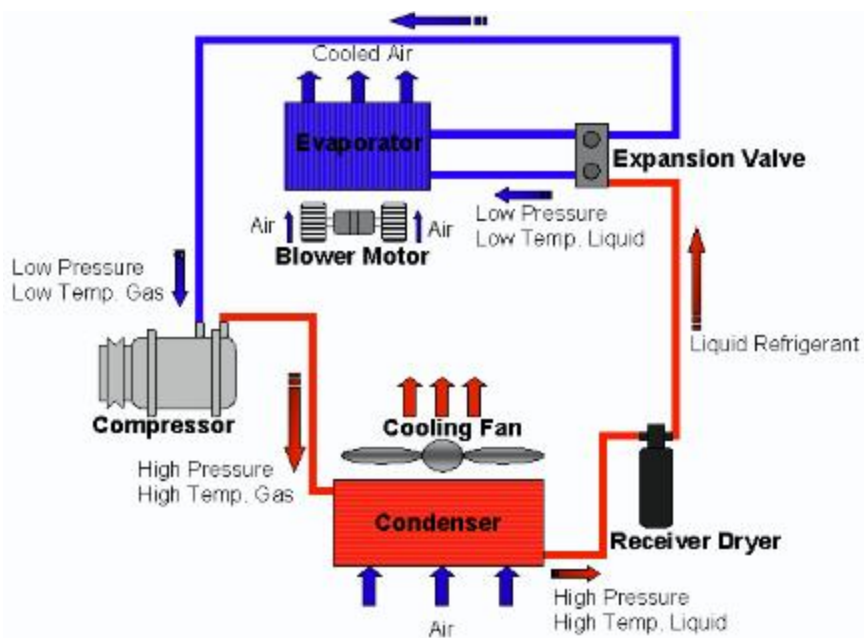 Cooled Air
Evaporator
Expansion Valve
Air
Air
Blower Motor
Low Pressure
Low Temp. Liquid
Low Pressure
Low Temp. Gas
Liquid Refrigerant
Compressor
Cooling Fan
High Pressure
High Temp. Gas
Condenser
Receiver Dryer
High Pressure
High Temp. Liquid
Air